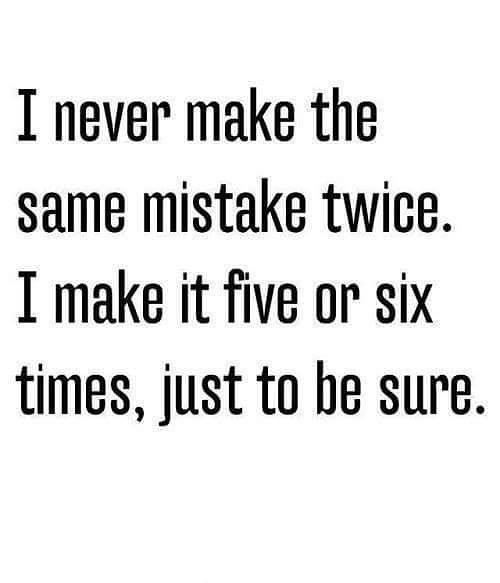 I never make the
same mistake twice.
I make it five or six
times, just to be sure.